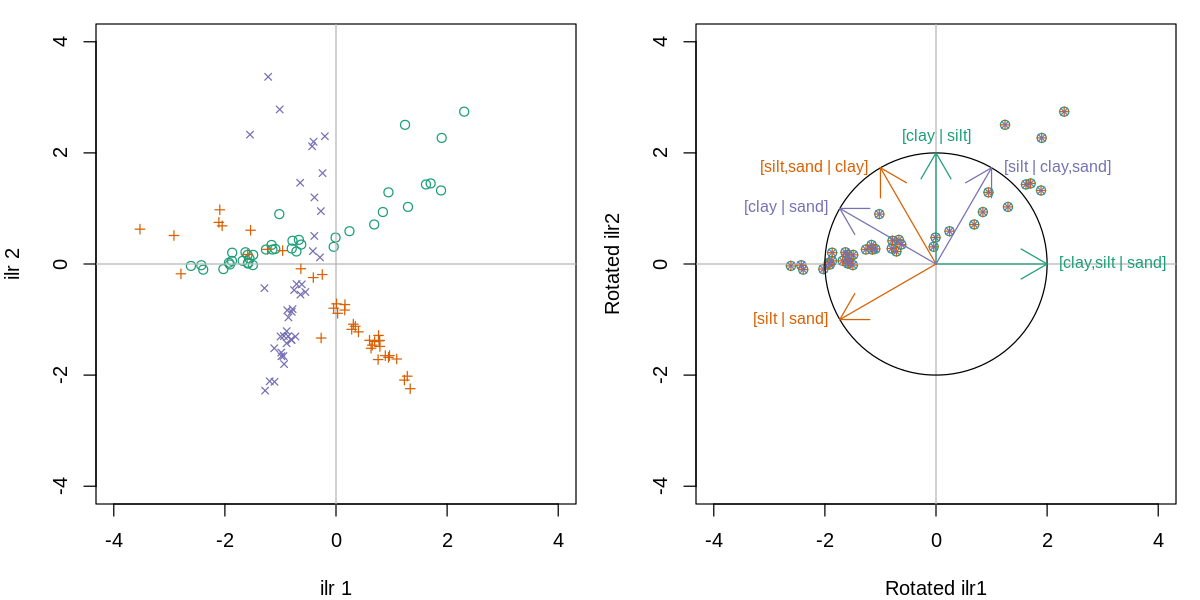 ilr 2
4
2
0
-2
-4
-4 -2 0 2 4
ilr 1
Rotated ilr2
4
2
0
-2
-4
[clay | silt]
[silt,sand | clay]
[silt | clay,sand]
[clay | sand]
[clay,silt | sand]
[silt | sand]
-4 -2 0 2 4
Rotated ilr1